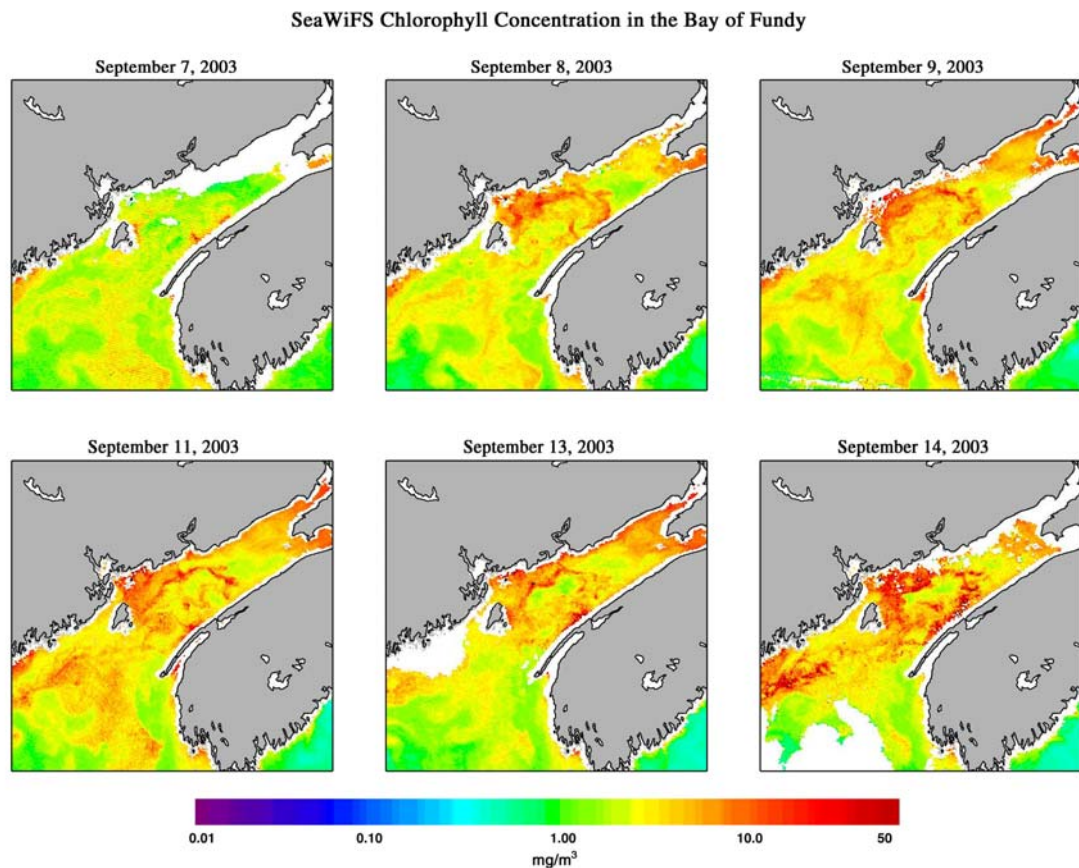 SeaWiFS Chlorophyll Concentration in the Bay of Fundy
September 7, 2003
September 8, 2003
September 9, 2003
September 11, 2003
September 13, 2003
September 14, 2003
0.01 0.10 1.00 10.0 50
mg/m³